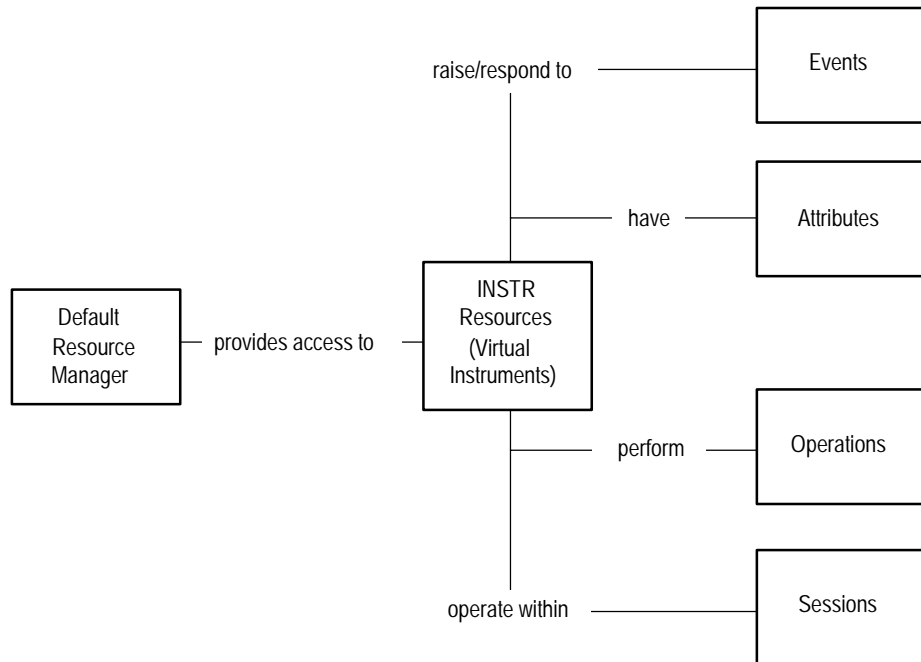 raise/respond to
Events
have
Attributes
Default
Resource
Manager
provides access to
INSTR
Resources
(Virtual
Instruments)
perform
Operations
operate within
Sessions